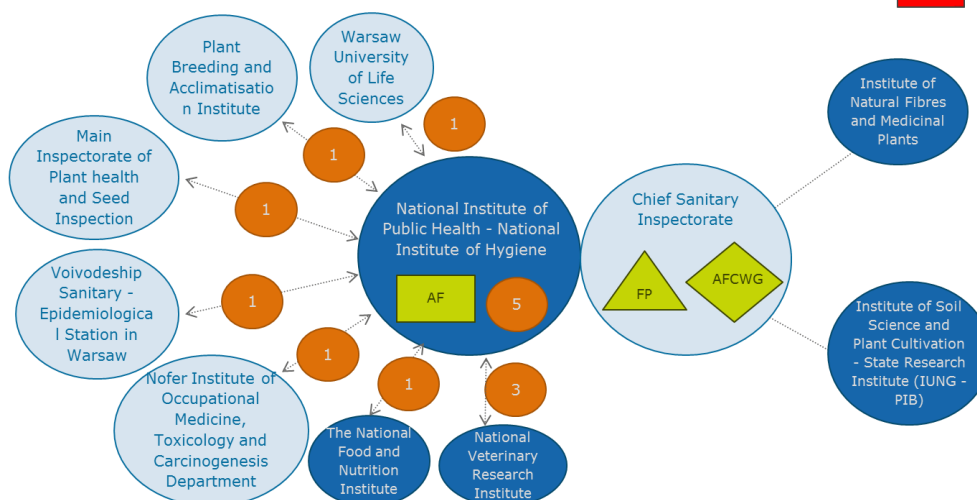 Plant
Breeding and
Acclimatisatio
n Institute
Warsaw
University
of Life
Sciences
1
1
Main
Inspectorate of
Plant health
and Seed
Inspection
1
Voivodeship
Sanitary -
Epidemiologica
l Station in
Warsaw
1
Nofer Institute of
Occupational
Medicine,
Toxicology and
Carcinogenesis
Department
1
The National
Food and
Nutrition
Institute
1
National
Veterinary
Research
Institute
3
National Institute of
Public Health - National
Institute of Hygiene
AF
5
Chief Sanitary
Inspectorate
FP
AFCWG
Institute of
Natural Fibres
and Medicinal
Plants
Institute of Soil
Science and
Plant Cultivation
- State Research
Institute (IUNG -
PIB)